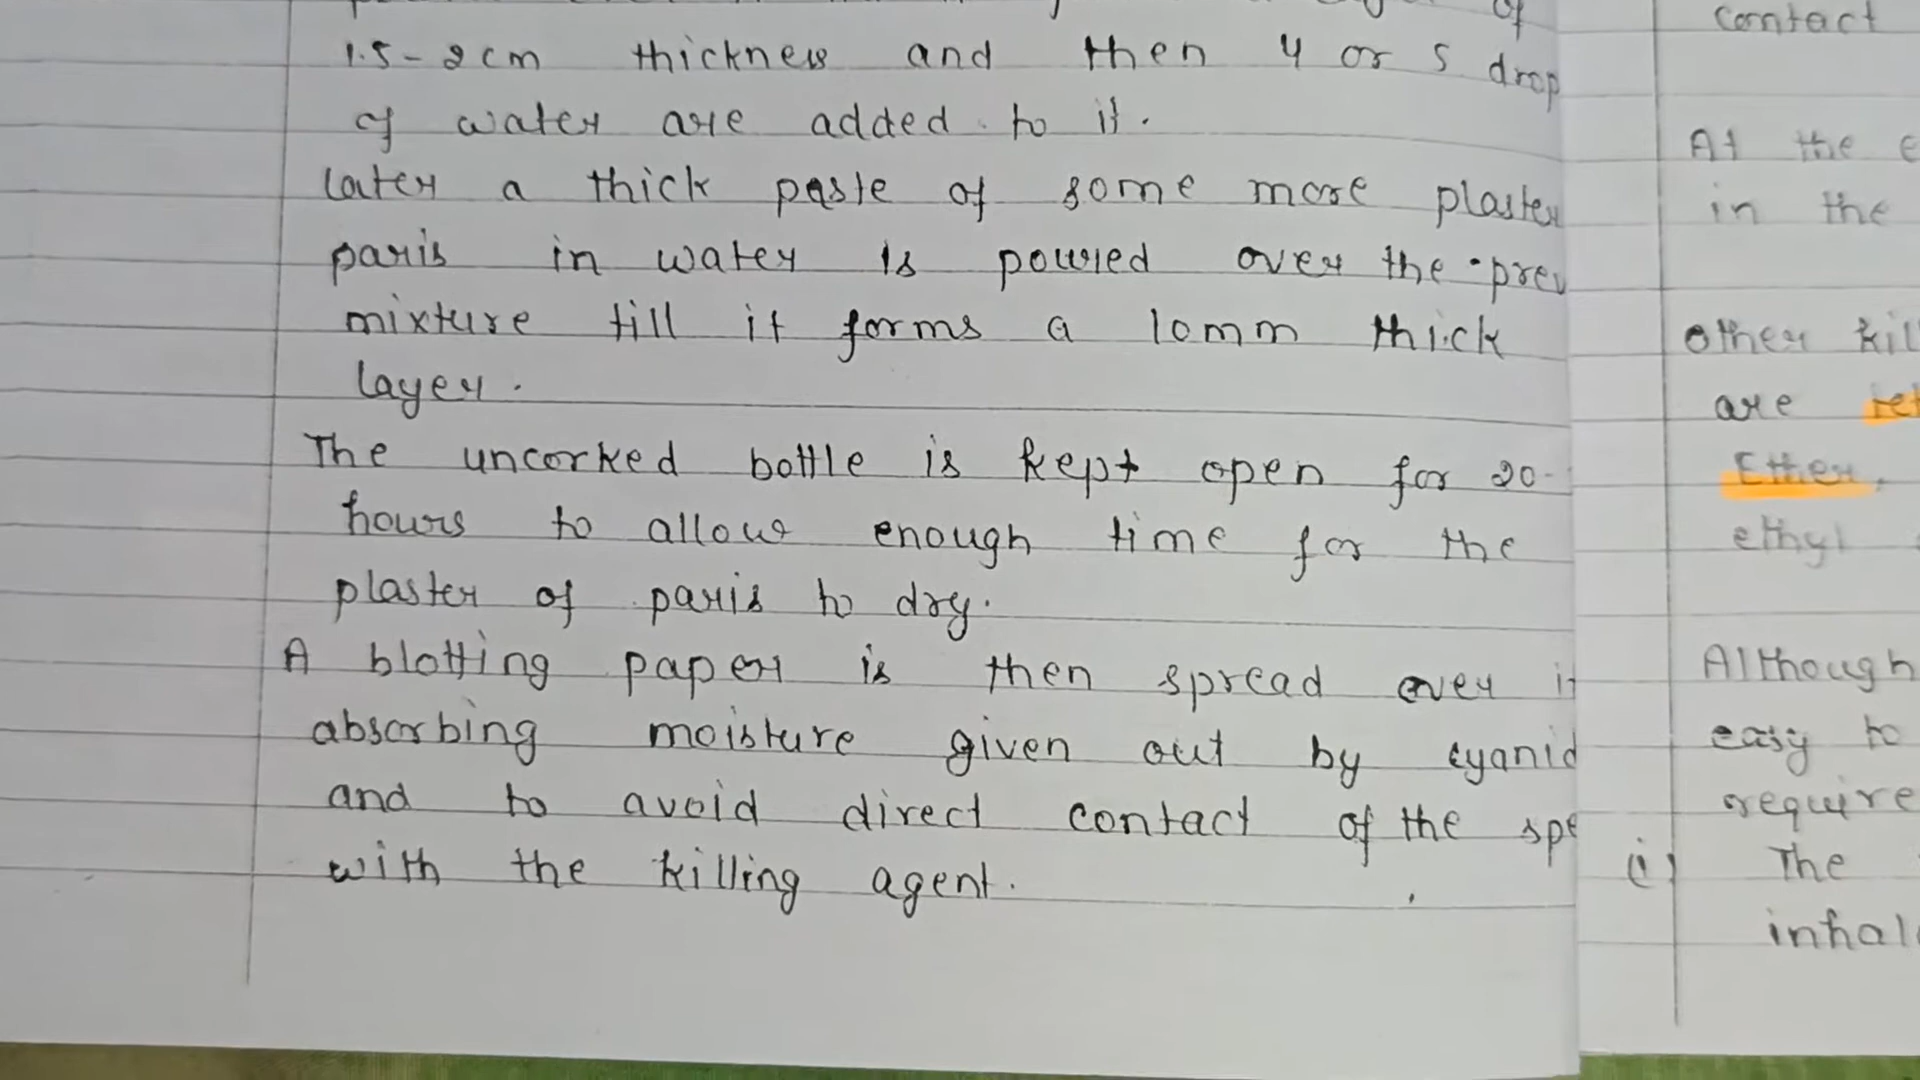 of
1.5-2cm thickness and then 4 or 5 drop
of water are added to it.
Later a thick paste of some more plaster
paris in water is poured over the prev
mixture till it forms a 10mm thick
layer.
The uncorked bottle is kept open for 20-
hours to allow enough time for the
plaster of paris to dry.
A blotting paper is then spread over it
absorbing moisture given out by cyanid
and to avoid direct contact of the spe
with the killing agent.
contact
At the e
in the
Other kil
are ret
Ether.
ethyl
Although
easy to
require
(i) The
inhal